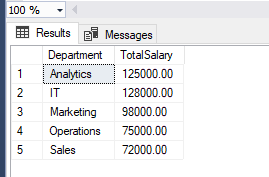 100 %
Results Messages
Department TotalSalary
1 Analytics 125000.00
2 IT 128000.00
3 Marketing 98000.00
4 Operations 75000.00
5 Sales 72000.00